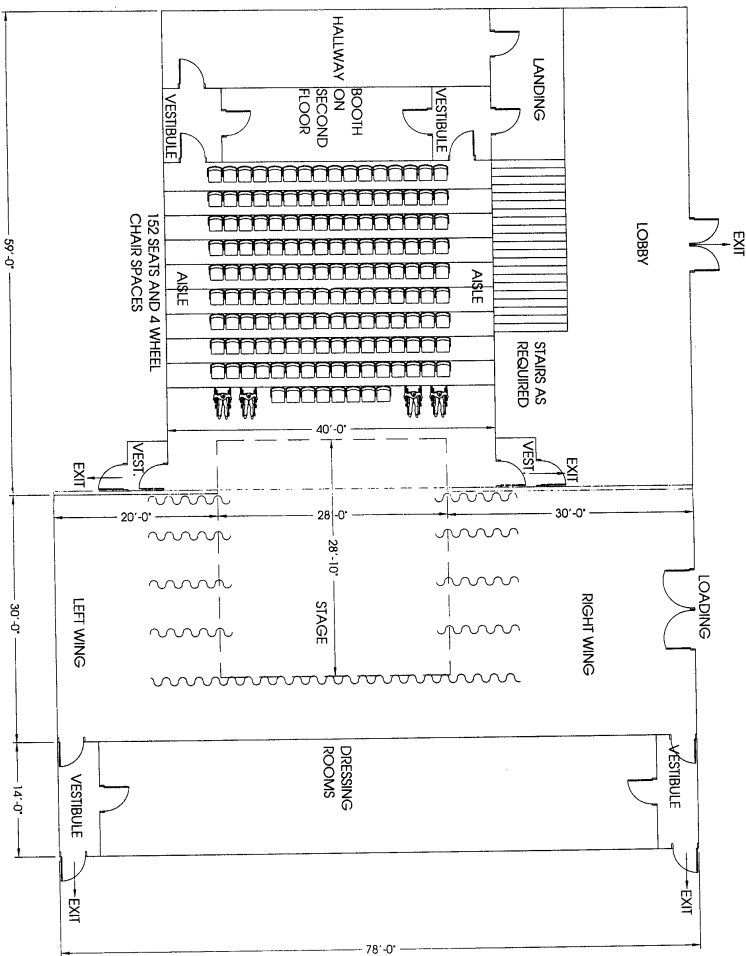 HALLWAY ON
BOOTH
SECOND
FLOOR
LANDING
VESTIBULE
VESTIBULE
LOBBY
EXIT
AISLE
AISLE
152 SEATS AND 4 WHEEL
CHAIR SPACES
STAIRS AS
REQUIRED
59'-0"
40'-0"
VEST.
EXIT
VEST.
EXIT
20'-0"
28'-0"
30'-0"
28'-10"
STAGE
LEFT WING
RIGHT WING
LOADING
30'-0"
14'-0"
DRESSING
ROOMS
VESTIBULE
VESTIBULE
EXIT
EXIT
78'-0"